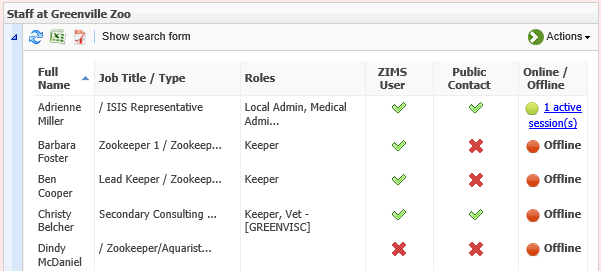 Staff at Greenville Zoo
Show search form
Actions
Full Name Job Title / Type Roles ZIMS User Public Contact Online / Offline
Adrienne Miller / ISIS Representative Local Admin, Medical Admi... 1 active session(s)
Barbara Foster Zookeeper 1 / Zookeep... Keeper Offline
Ben Cooper Lead Keeper / Zookeep... Keeper Offline
Christy Belcher Secondary Consulting ... Keeper, Vet - [GREENVISC] Offline
Dindy McDaniel / Zookeeper/Aquarist... Offline